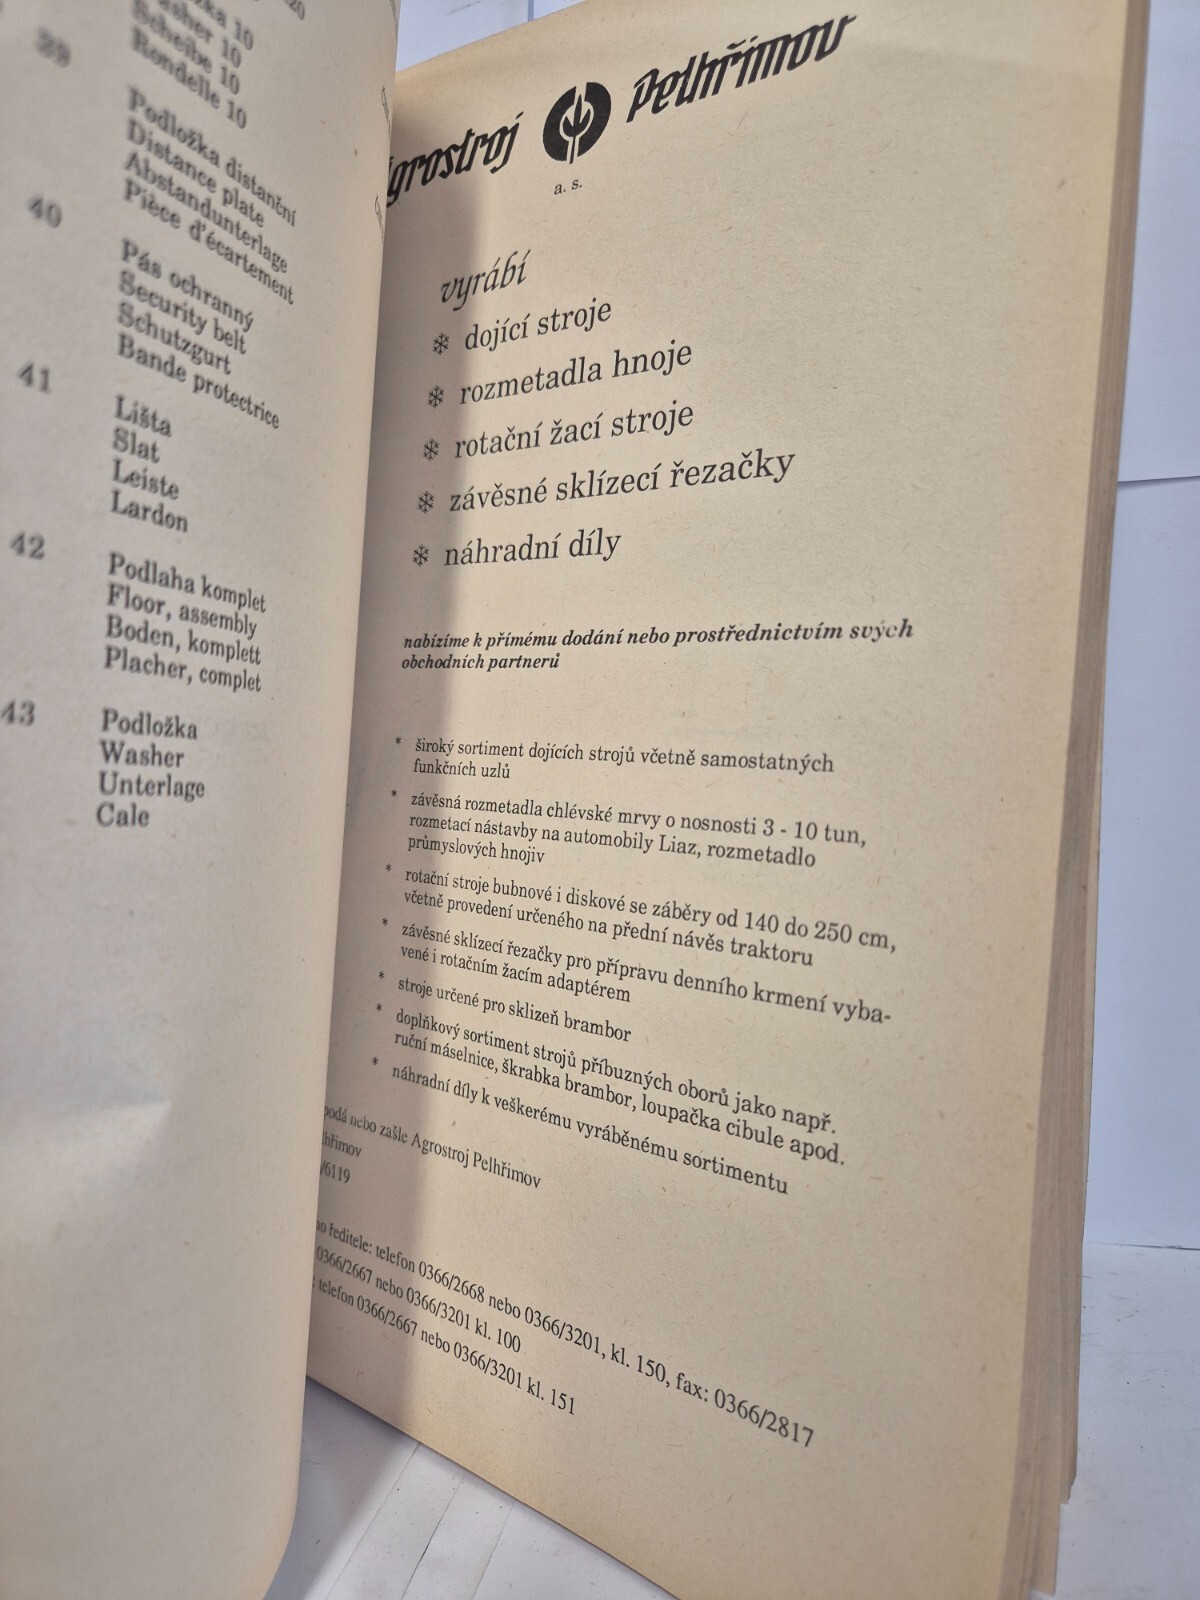 10
Washer 10
Scheibe 10
Rondelle 10
39
Podložka distanční
Distance plate
Abstandunterlage
Pièce d'écartement
40
Pás ochranný
Security belt
Schutzgurt
Bande protectrice
41
Lišta
Slat
Leiste
Lardon
42
Podlaha komplet
Floor, assembly
Boden, komplett
Placher, complet
43
Podložka
Washer
Unterlage
Cale
Agrostroj Pelhřimov
a. s.
vyrábí
❄ dojící stroje
❄ rozmetadla hnoje
❄ rotační žací stroje
❄ závěsné sklízecí řezačky
❄ náhradní díly
nabízíme k přímému dodání nebo prostřednictvím svých
obchodních partnerů
* široký sortiment dojících strojů včetně samostatných
funkčních uzlů
* závěsná rozmetadla chlévské mrvy o nosnosti 3 - 10 tun,
rozmetací nástavby na automobily Liaz, rozmetadlo
průmyslových hnojiv
* rotační stroje bubnové i diskové se záběry od 140 do 250 cm,
včetně provedení určeného na přední návěs traktoru
* závěsné sklízecí řezačky pro přípravu denního krmení vyba-
vené i rotačním žacím adaptérem
* stroje určené pro sklizeň brambor
* doplňkový sortiment strojů příbuzných oborů jako např.
ruční máselnice, škrabka brambor, loupačka cibule apod.
* náhradní díly k veškerému vyráběnému sortimentu
podá nebo zašle Agrostroj Pelhřimov
lhřimov
/6119
ho ředitele: telefon 0366/2668 nebo 0366/3201, kl. 150, fax: 0366/2817
0366/2667 nebo 0366/3201 kl. 100
: telefon 0366/2667 nebo 0366/3201 kl. 151